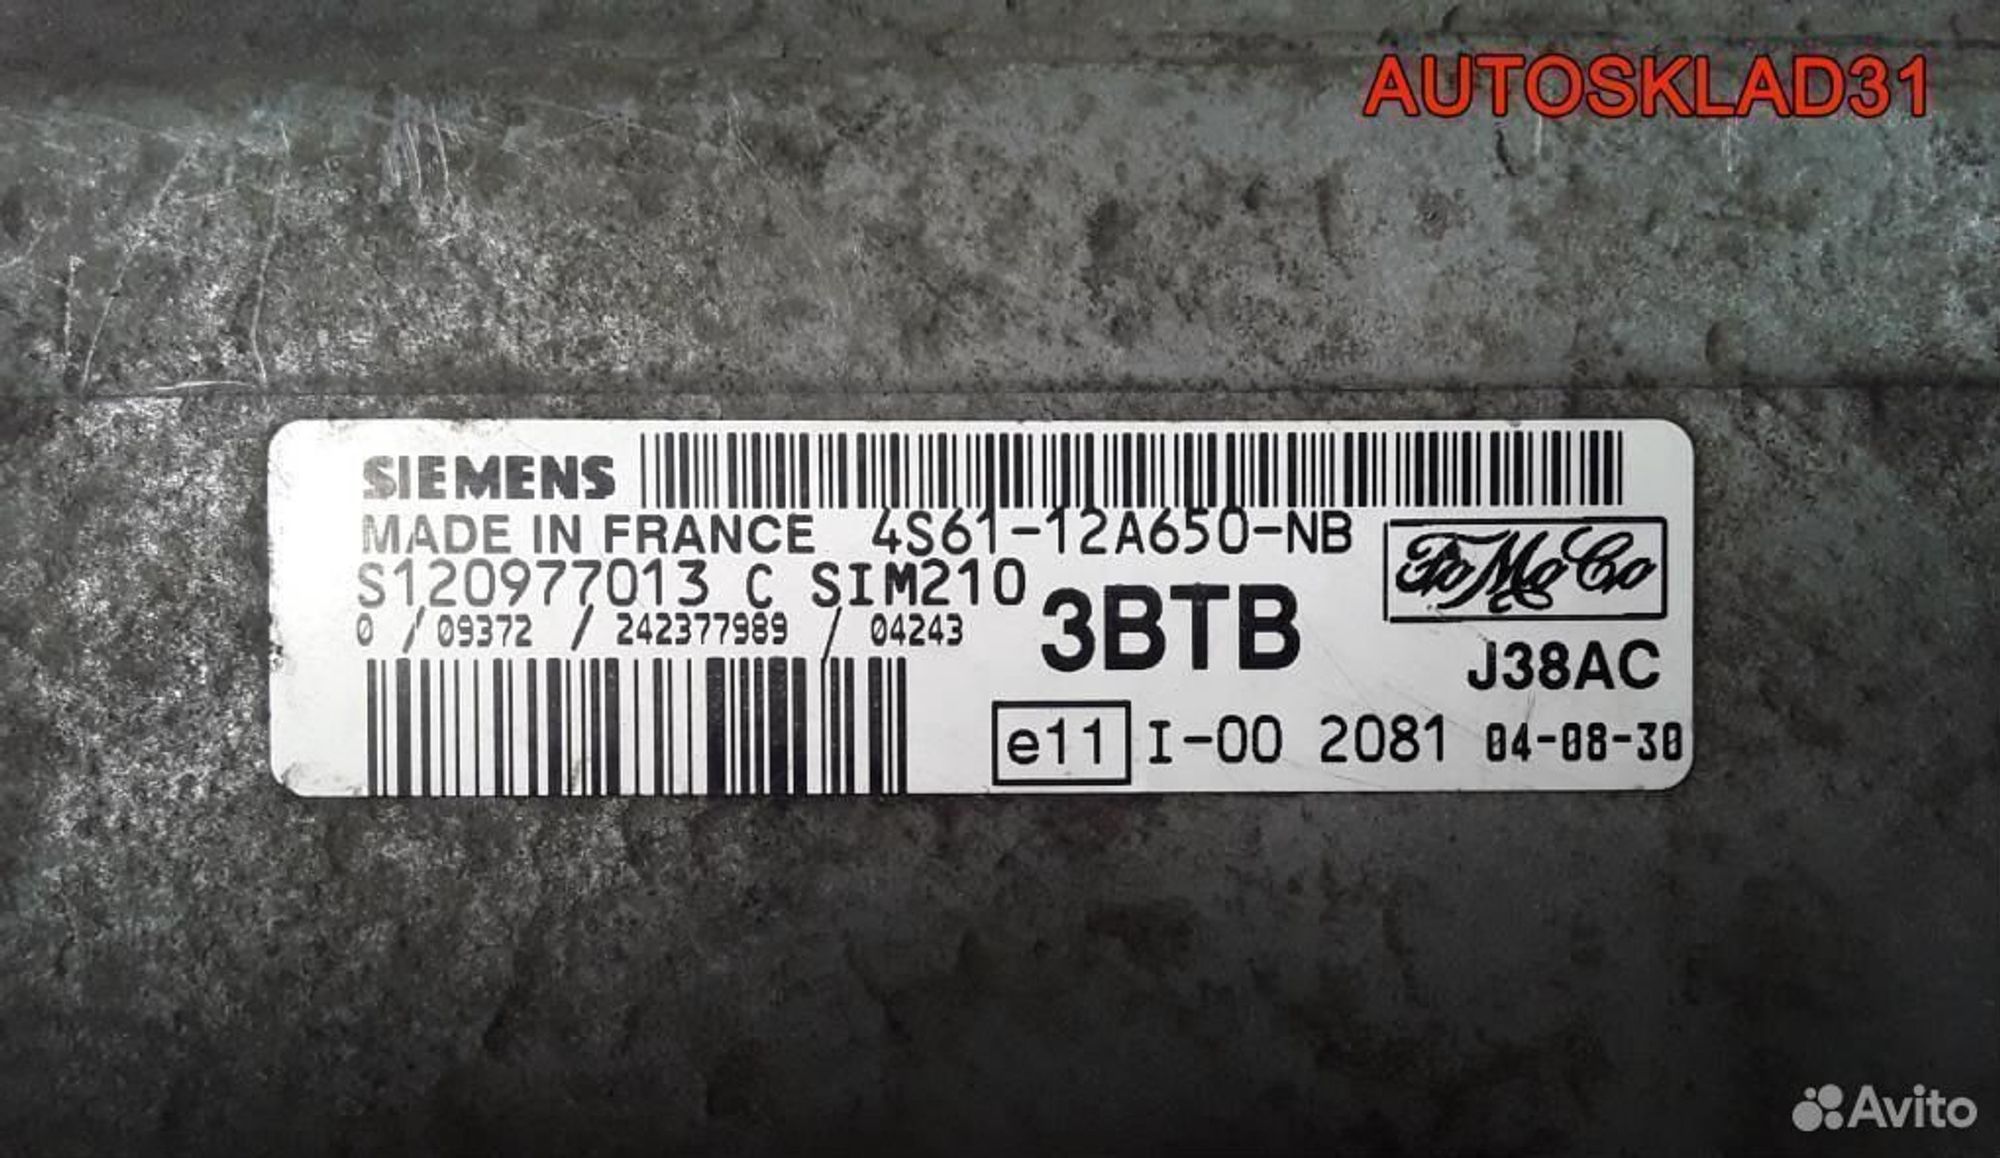 AUTOSKLAD31
SIEMENS
MADE IN FRANCE 4S61-12A650-NB
S120977013 C SIM210
0 / 09372 / 242377989 / 04243
3BTB
FoMoCo
J38AC
e11 I-00 2081 04-08-30
Avito